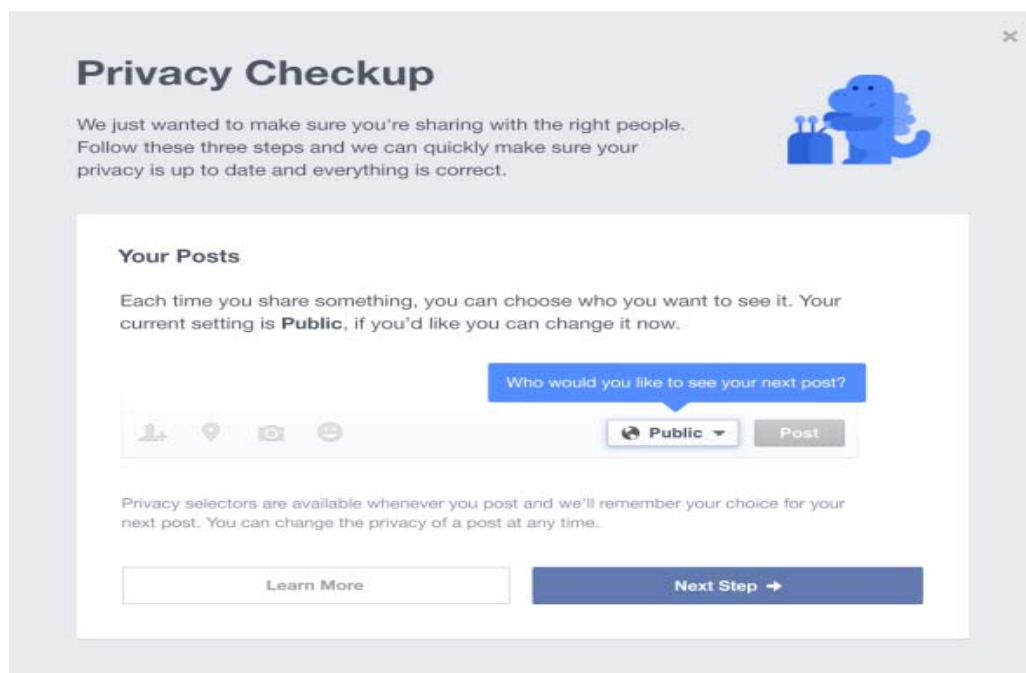 Privacy Checkup
We just wanted to make sure you're sharing with the right people.
Follow these three steps and we can quickly make sure your
privacy is up to date and everything is correct.
Your Posts
Each time you share something, you can choose who you want to see it. Your
current setting is Public, if you'd like you can change it now.
Who would you like to see your next post?
Public
Post
Privacy selectors are available whenever you post and we'll remember your choice for your
next post. You can change the privacy of a post at any time.
Learn More
Next Step →